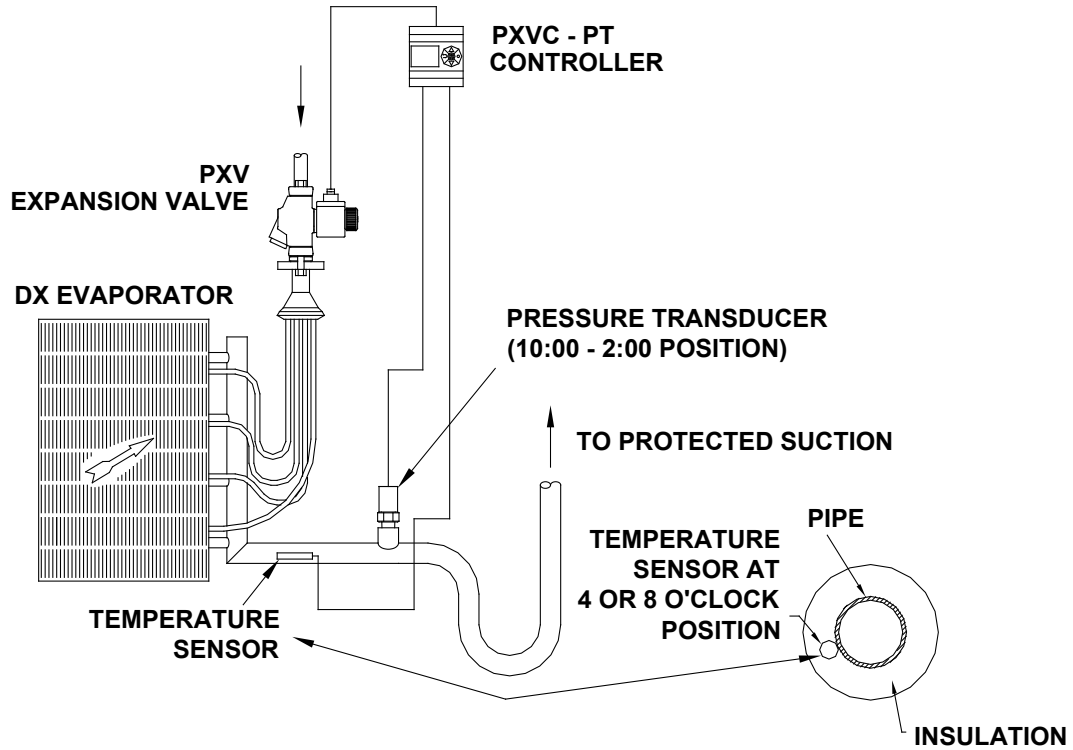 PXVC - PT
CONTROLLER
PXV
EXPANSION VALVE
DX EVAPORATOR
PRESSURE TRANSDUCER
(10:00 - 2:00 POSITION)
TO PROTECTED SUCTION
PIPE
TEMPERATURE
SENSOR AT
4 OR 8 O'CLOCK
POSITION
TEMPERATURE
SENSOR
INSULATION